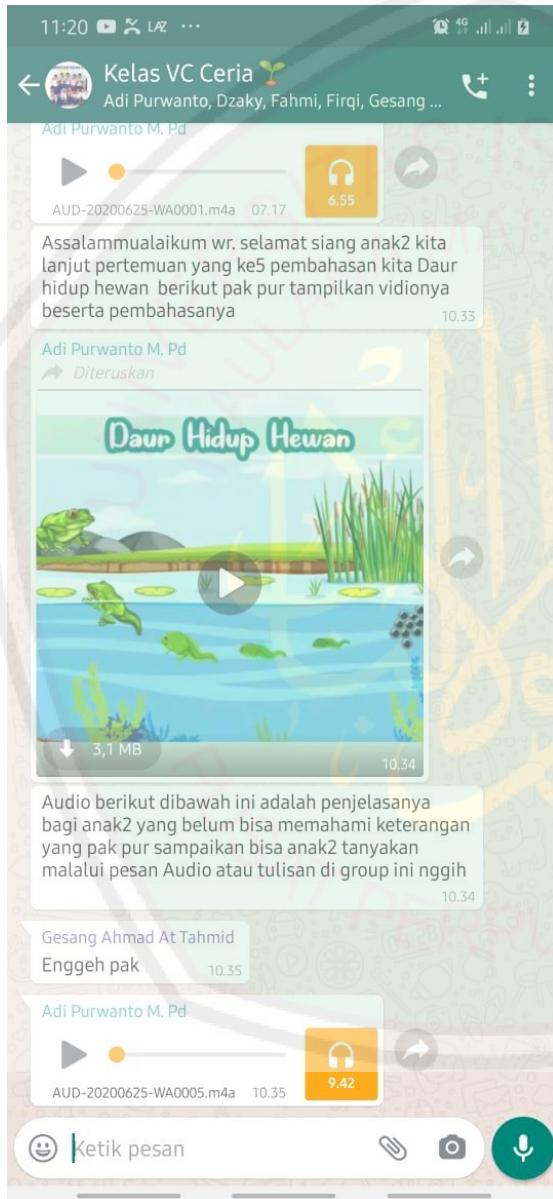 11:20
4G
Kelas VC Ceria
Adi Purwanto, Dzaky, Fahmi, Firqi, Gesang ...
Adi Purwanto M. Pd
6.55
AUD-20200625-WA0001.m4a 07.17
Assalammualaikum wr. selamat siang anak2 kita
lanjut pertemuan yang ke5 pembahasan kita Daur
hidup hewan berikut pak pur tampilkan vidionya
beserta pembahasanya
10.33
Adi Purwanto M. Pd
Diteruskan
Daur Hidup Hewan
3,1 MB
10.34
Audio berikut dibawah ini adalah penjelasanya
bagi anak2 yang belum bisa memahami keterangan
yang pak pur sampaikan bisa anak2 tanyakan
malalui pesan Audio atau tulisan di group ini nggih
10.34
Gesang Ahmad At Tahmid
Enggeh pak 10.35
Adi Purwanto M. Pd
9.42
AUD-20200625-WA0005.m4a 10.35
Ketik pesan